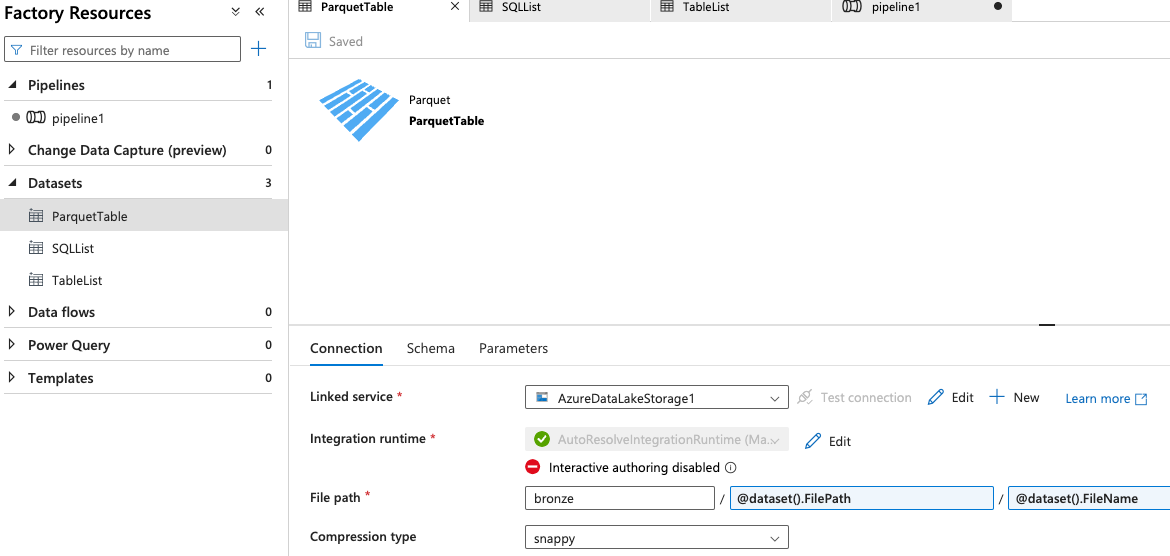 Factory Resources
Filter resources by name
Pipelines 1
pipeline1
Change Data Capture (preview) 0
Datasets 3
ParquetTable
SQLList
TableList
Data flows 0
Power Query 0
Templates 0
ParquetTable SQLList TableList pipeline1
Saved
Parquet
ParquetTable
Connection Schema Parameters
Linked service * AzureDataLakeStorage1 Test connection Edit New Learn more
Integration runtime * AutoResolveIntegrationRuntime (Ma... Edit
Interactive authoring disabled
File path * bronze / @dataset().FilePath / @dataset().FileName
Compression type snappy